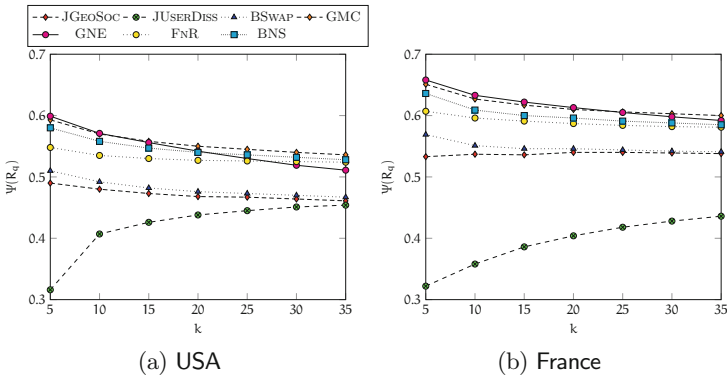 JGeoSoc JUserDiss BSwap GMC
GNE FnR BNS
0.7
0.6
0.5
0.4
0.3
Ψ(Rq)
5 10 15 20 25 30 35
k
(a) USA
0.7
0.6
0.5
0.4
0.3
Ψ(Rq)
5 10 15 20 25 30 35
k
(b) France